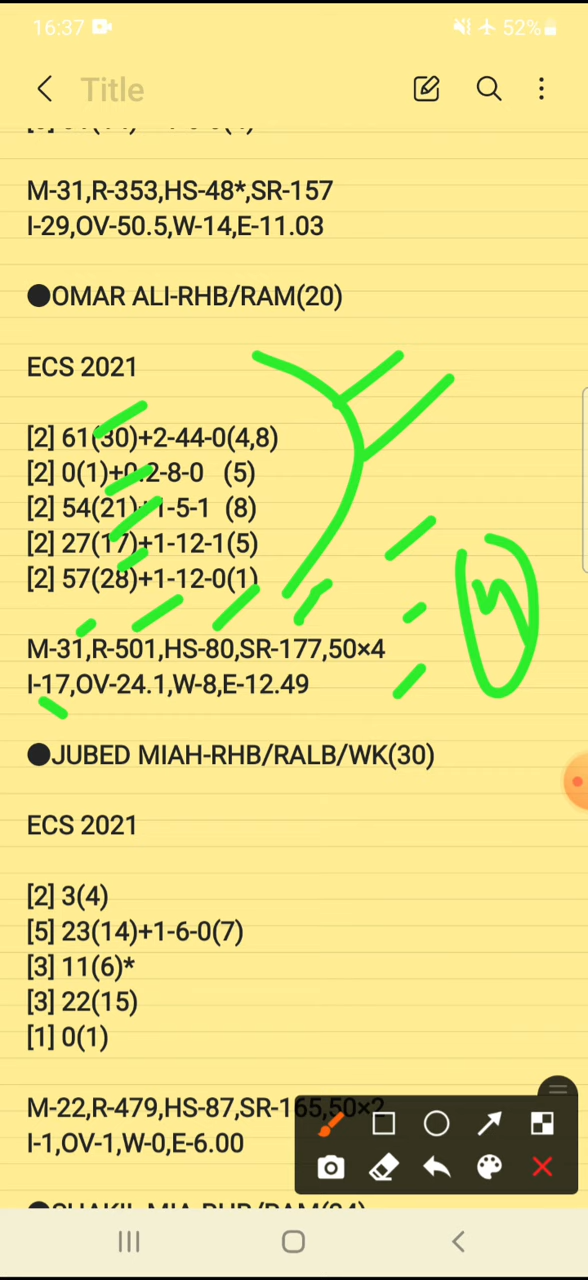 16:37
52%
Title
M-31,R-353,HS-48*,SR-157
I-29,OV-50.5,W-14,E-11.03
●OMAR ALI-RHB/RAM(20)
ECS 2021
[2] 61(30)+2-44-0(4,8)
[2] 0(1)+0.2-8-0 (5)
[2] 54(21)+1-5-1 (8)
[2] 27(17)+1-12-1(5)
[2] 57(28)+1-12-0(1)
M-31,R-501,HS-80,SR-177,50×4
I-17,OV-24.1,W-8,E-12.49
●JUBED MIAH-RHB/RALB/WK(30)
ECS 2021
[2] 3(4)
[5] 23(14)+1-6-0(7)
[3] 11(6)*
[3] 22(15)
[1] 0(1)
M-22,R-479,HS-87,SR-165,50×2
I-1,OV-1,W-0,E-6.00